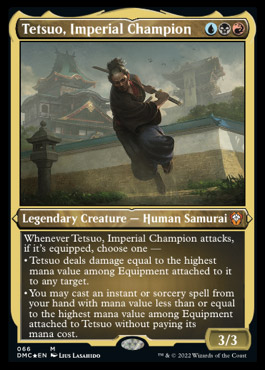 Tetsuo, Imperial Champion
Legendary Creature — Human Samurai
Whenever Tetsuo, Imperial Champion attacks,
if it's equipped, choose one —
• Tetsuo deals damage equal to the highest
mana value among Equipment attached to it
to any target.
• You may cast an instant or sorcery spell from
your hand with mana value less than or equal
to the highest mana value among Equipment
attached to Tetsuo without paying its
mana cost.
3/3
066 M
DMC EN Ljus Lasahido
™ & © 2022 Wizards of the Coast